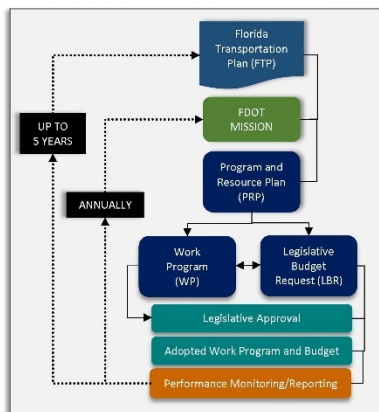 Florida
Transportation
Plan (FTP)
UP TO
5 YEARS
FDOT
MISSION
ANNUALLY
Program and
Resource Plan
(PRP)
Work
Program
(WP)
Legislative
Budget
Request (LBR)
Legislative Approval
Adopted Work Program and Budget
Performance Monitoring/Reporting